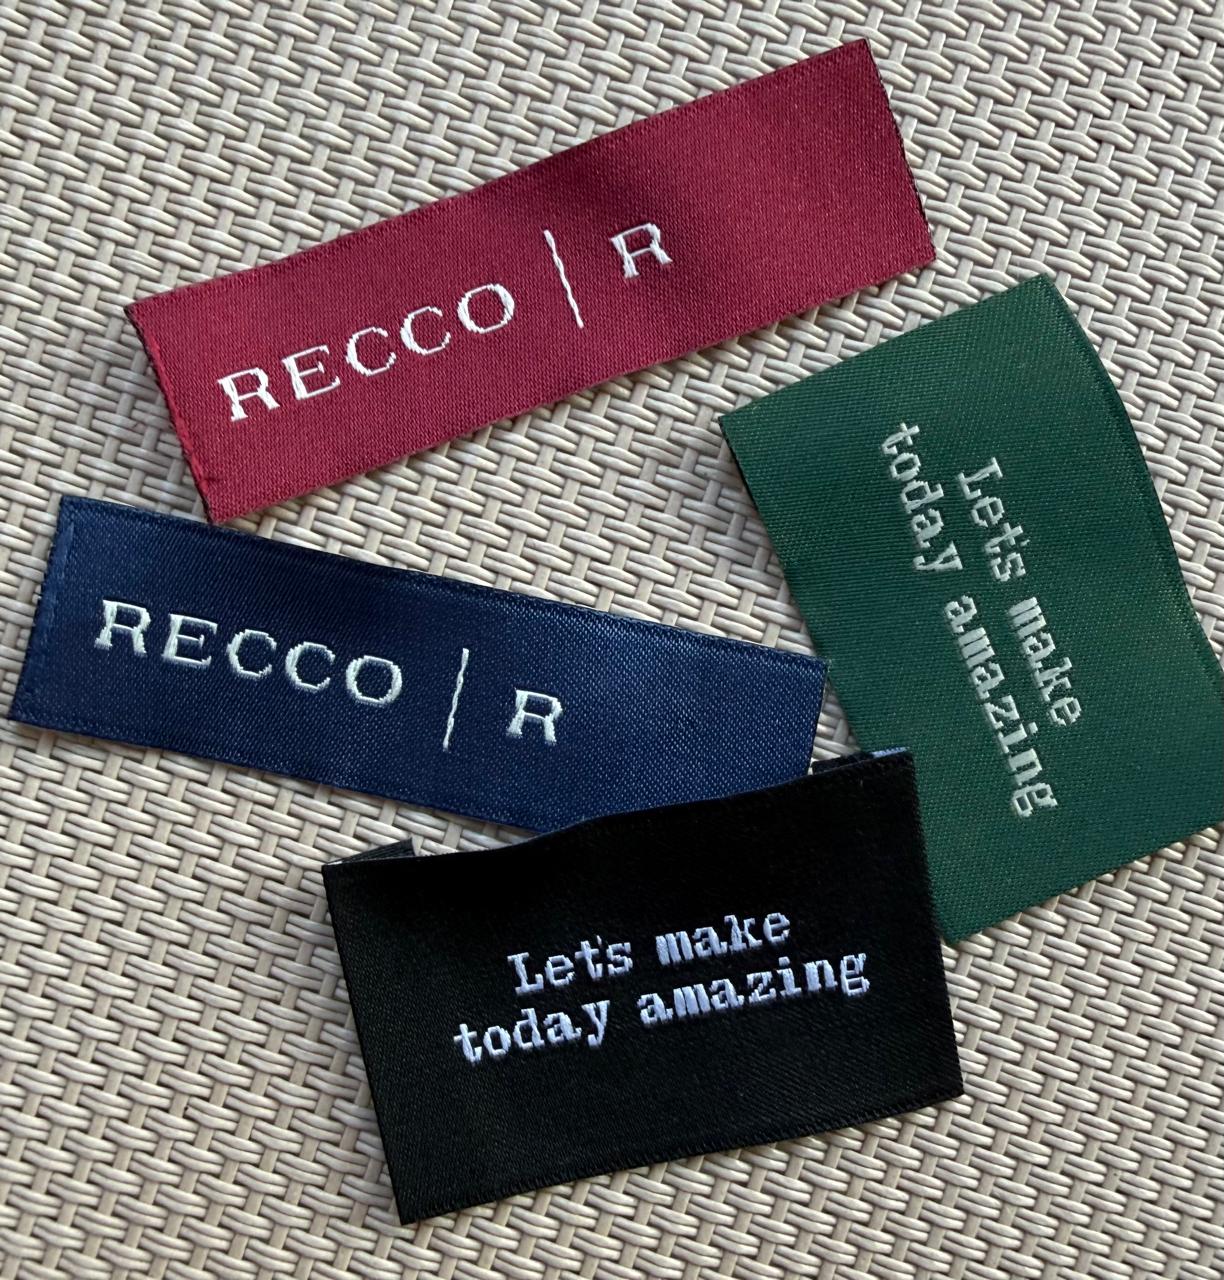 RECCO | R
RECCO | R
Let's make
today amazing
Let's make
today amazing